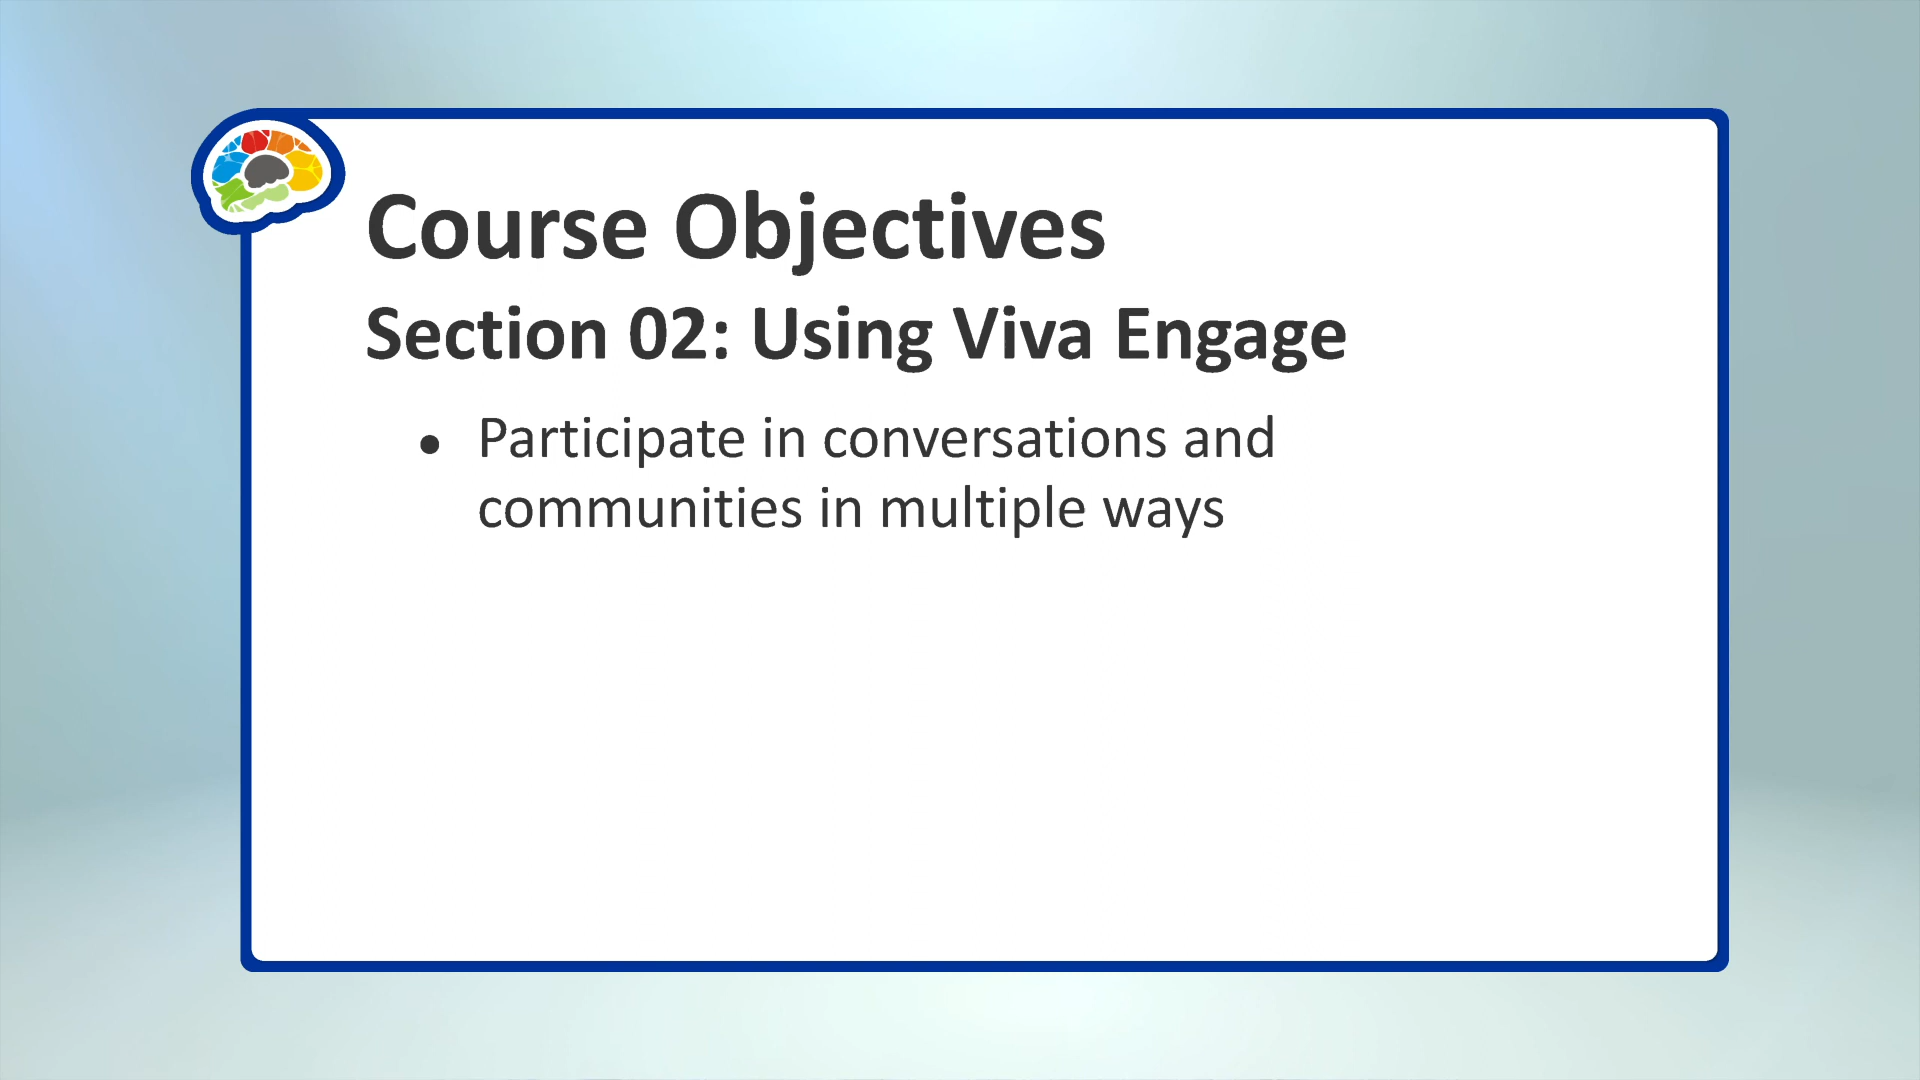 Course Objectives
Section 02: Using Viva Engage
● Participate in conversations and
communities in multiple ways